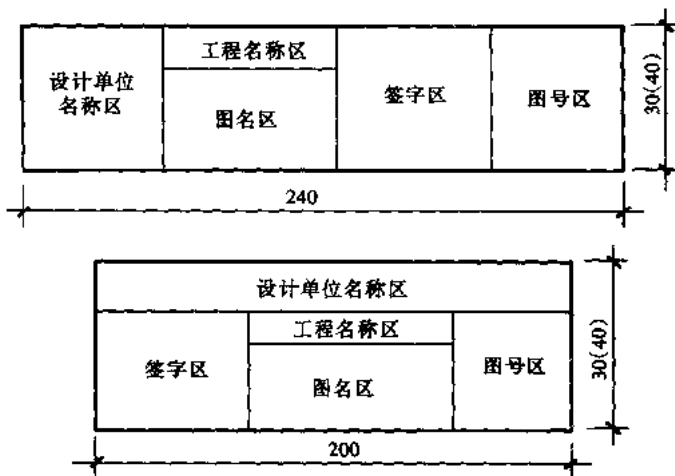 设计单位
名称区
工程名称区
图名区
签字区
图号区
30(40)
240
设计单位名称区
签字区
工程名称区
图名区
图号区
30(40)
200